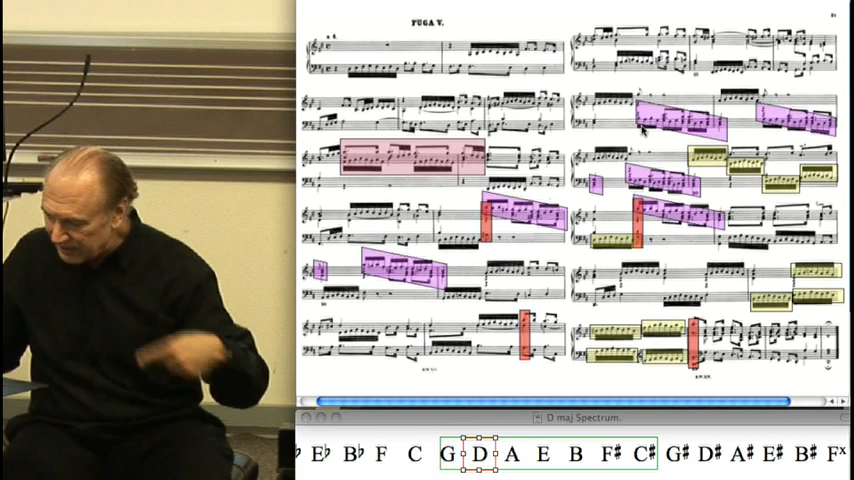 FUGA V.
D maj Spectrum.
E♭ B♭ F C G D A E B F♯ C♯ G♯ D♯ A♯ E♯ B♯ F𝄪